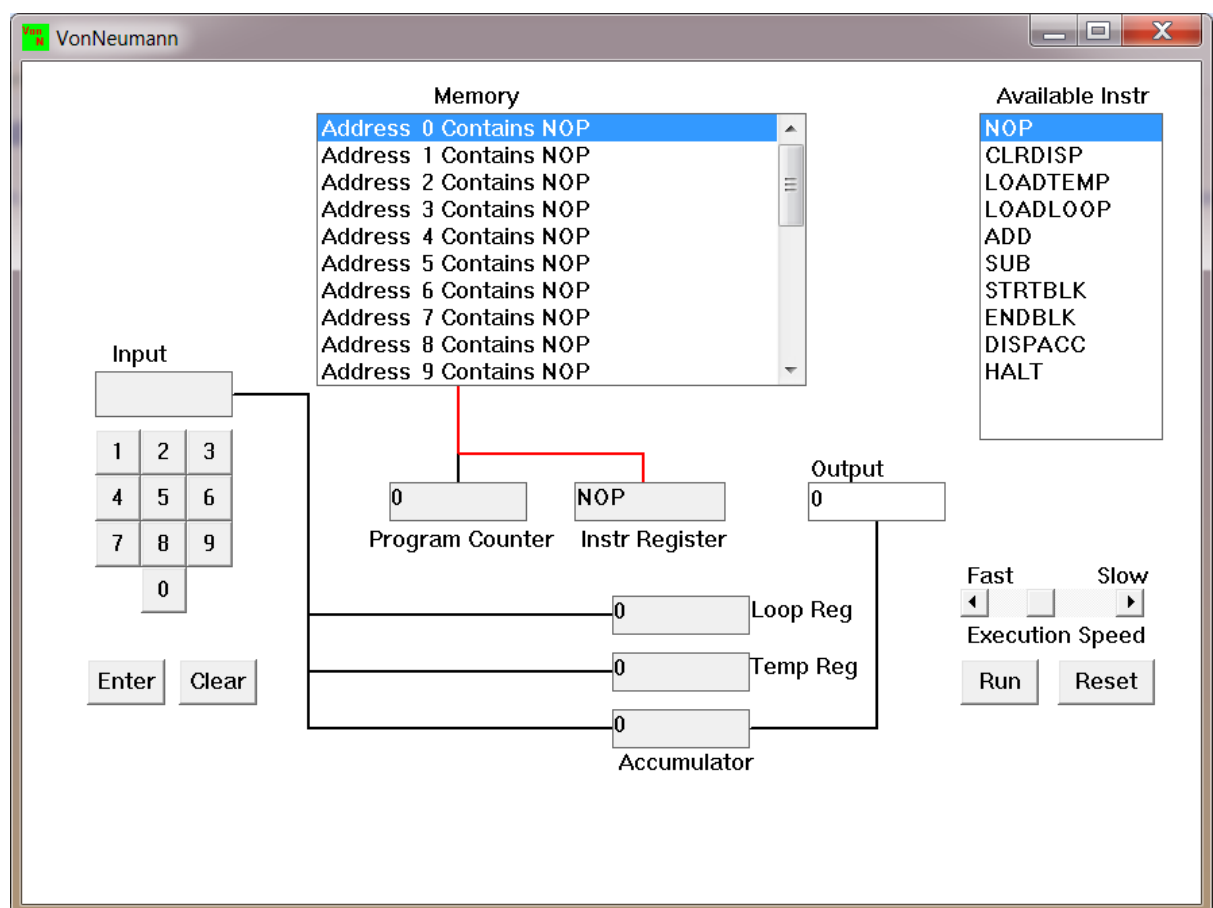 Von N VonNeumann
Memory
Available Instr
Address 0 Contains NOP
Address 1 Contains NOP
Address 2 Contains NOP
Address 3 Contains NOP
Address 4 Contains NOP
Address 5 Contains NOP
Address 6 Contains NOP
Address 7 Contains NOP
Address 8 Contains NOP
Address 9 Contains NOP
NOP
CLRDISP
LOADTEMP
LOADLOOP
ADD
SUB
STRTBLK
ENDBLK
DISPACC
HALT
Input
1 2 3
4 5 6
7 8 9
0
Enter Clear
0
Program Counter
NOP
Instr Register
Output
0
0 Loop Reg
0 Temp Reg
0
Accumulator
Fast Slow
Execution Speed
Run Reset